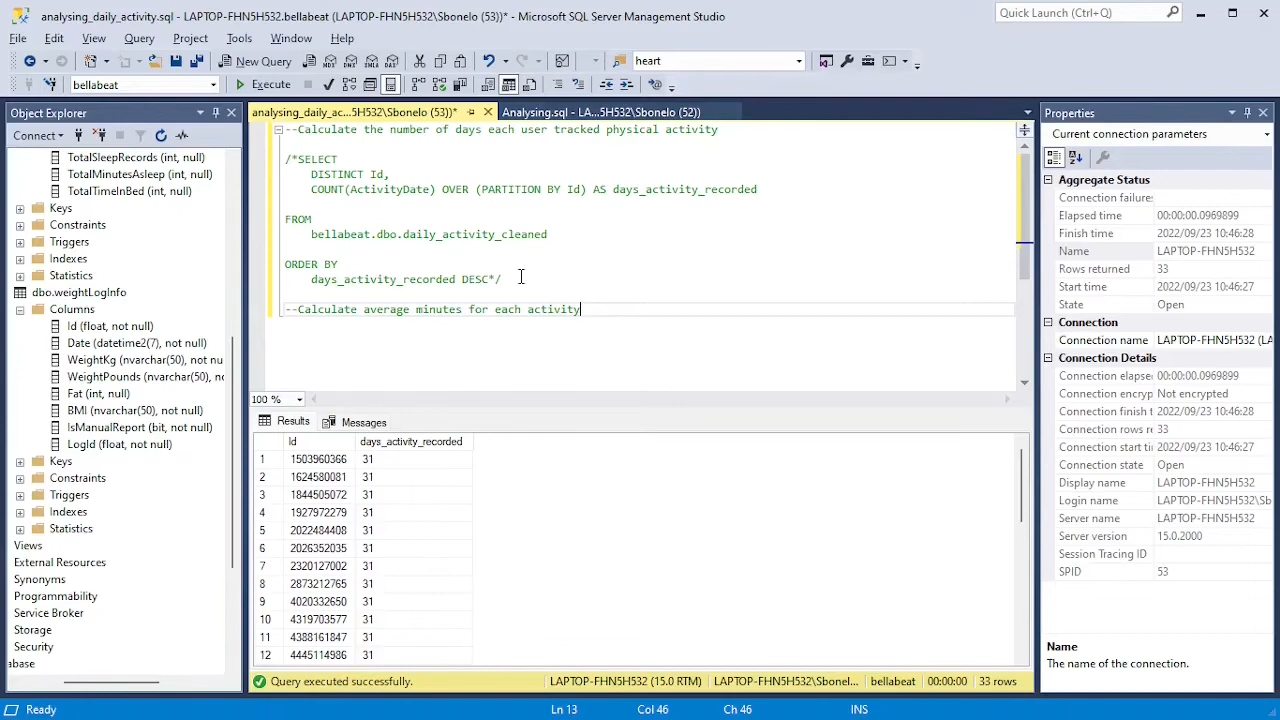 analysing_daily_activity.sql - LAPTOP-FHN5H532.bellabeat (LAPTOP-FHN5H532\Sbonelo (53))* - Microsoft SQL Server Management Studio
Quick Launch (Ctrl+Q)
File Edit View Query Project Tools Window Help
New Query heart
bellabeat Execute
Object Explorer
Connect
TotalSleepRecords (int, null)
TotalMinutesAsleep (int, null)
TotalTimeInBed (int, null)
Keys
Constraints
Triggers
Indexes
Statistics
dbo.weightLogInfo
Columns
Id (float, not null)
Date (datetime2(7), not null)
WeightKg (nvarchar(50), not nu
WeightPounds (nvarchar(50), no
Fat (int, null)
BMI (nvarchar(50), not null)
IsManualReport (bit, not null)
LogId (float, not null)
Keys
Constraints
Triggers
Indexes
Statistics
Views
External Resources
Synonyms
Programmability
Service Broker
Storage
Security
abase
analysing_daily_ac...5H532\Sbonelo (53))* Analysing.sql - LA...5H532\Sbonelo (52))
--Calculate the number of days each user tracked physical activity
/*SELECT
DISTINCT Id,
COUNT(ActivityDate) OVER (PARTITION BY Id) AS days_activity_recorded
FROM
bellabeat.dbo.daily_activity_cleaned
ORDER BY
days_activity_recorded DESC*/
--Calculate average minutes for each activity
100 %
Results Messages
Id days_activity_recorded
1 1503960366 31
2 1624580081 31
3 1844505072 31
4 1927972279 31
5 2022484408 31
6 2026352035 31
7 2320127002 31
8 2873212765 31
9 4020332650 31
10 4319703577 31
11 4388161847 31
12 4445114986 31
Query executed successfully. LAPTOP-FHN5H532 (15.0 RTM) LAPTOP-FHN5H532\Sbonel... bellabeat 00:00:00 33 rows
Properties
Current connection parameters
Aggregate Status
Connection failures
Elapsed time 00:00:00.0969899
Finish time 2022/09/23 10:46:28
Name LAPTOP-FHN5H532
Rows returned 33
Start time 2022/09/23 10:46:27
State Open
Connection
Connection name LAPTOP-FHN5H532 (LA
Connection Details
Connection elapse 00:00:00.0969899
Connection encryp Not encrypted
Connection finish t 2022/09/23 10:46:28
Connection rows re 33
Connection start ti 2022/09/23 10:46:27
Connection state Open
Display name LAPTOP-FHN5H532
Login name LAPTOP-FHN5H532\Sb
Server name LAPTOP-FHN5H532
Server version 15.0.2000
Session Tracing ID
SPID 53
Name
The name of the connection.
Ready Ln 13 Col 46 Ch 46 INS